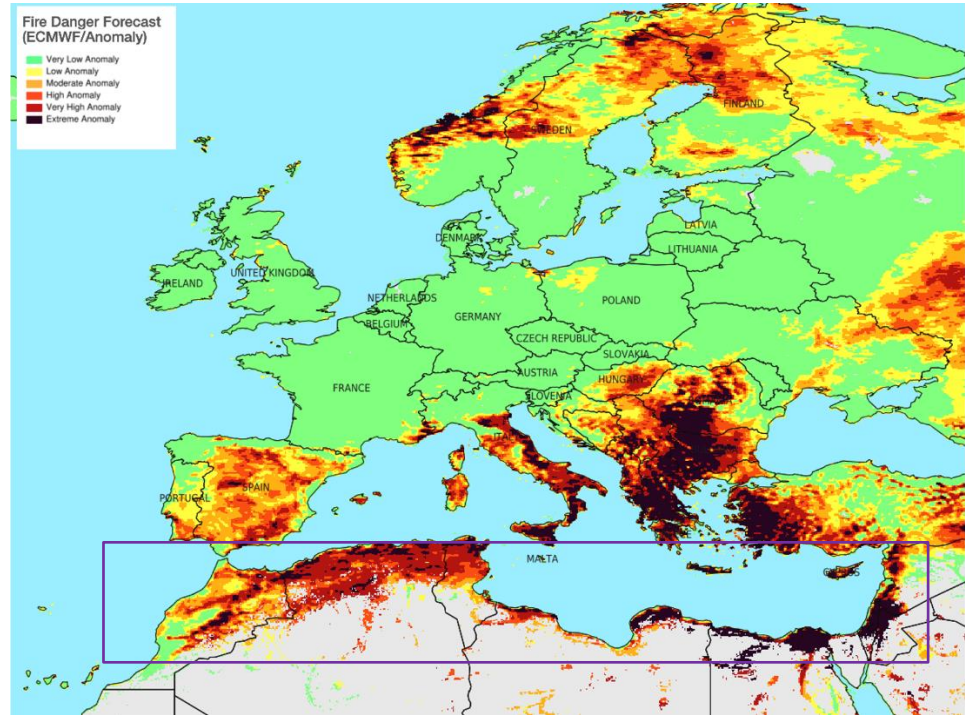 Fire Danger Forecast
(ECMWF/Anomaly)
Very Low Anomaly
Low Anomaly
Moderate Anomaly
High Anomaly
Very High Anomaly
Extreme Anomaly
FINLAND
SWEDEN
LATVIA
DENMARK
LITHUANIA
UNITED KINGDOM
IRELAND
NETHERLANDS
POLAND
GERMANY
BELGIUM
CZECH REPUBLIC
SLOVAKIA
AUSTRIA
HUNGARY
FRANCE
SLOVENIA
SPAIN
PORTUGAL
MALTA